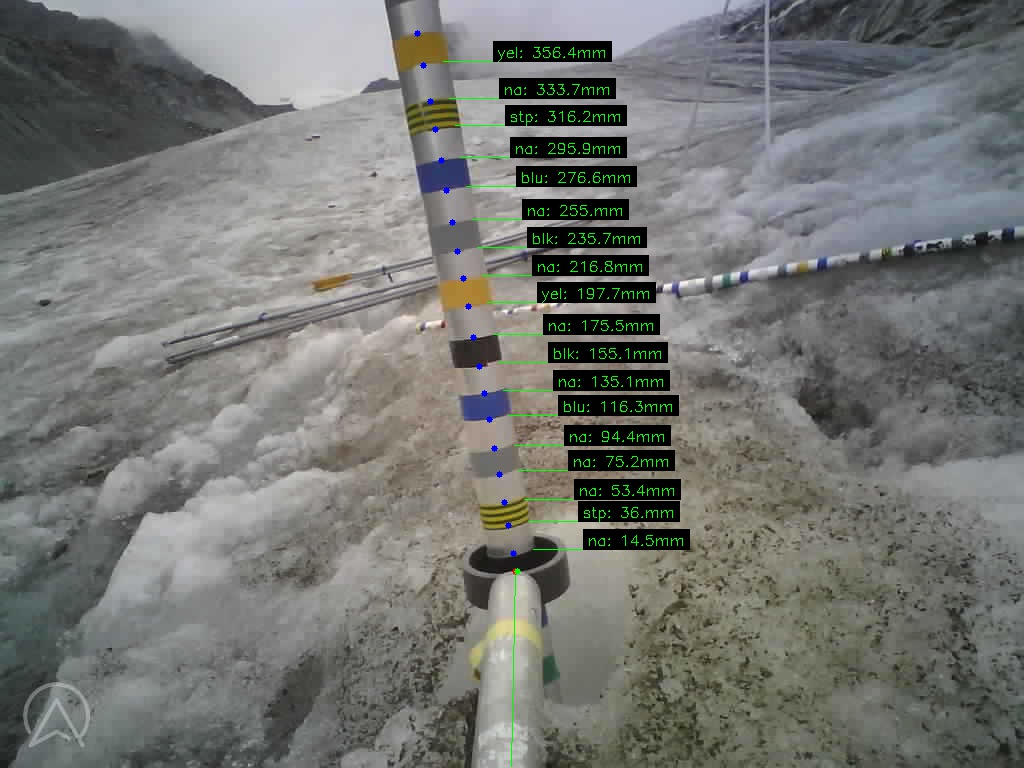 yel: 356.4mm
na: 333.7mm
stp: 316.2mm
na: 295.9mm
blu: 276.6mm
na: 255.mm
blk: 235.7mm
na: 216.8mm
yel: 197.7mm
na: 175.5mm
blk: 155.1mm
na: 135.1mm
blu: 116.3mm
na: 94.4mm
na: 75.2mm
na: 53.4mm
stp: 36.mm
na: 14.5mm